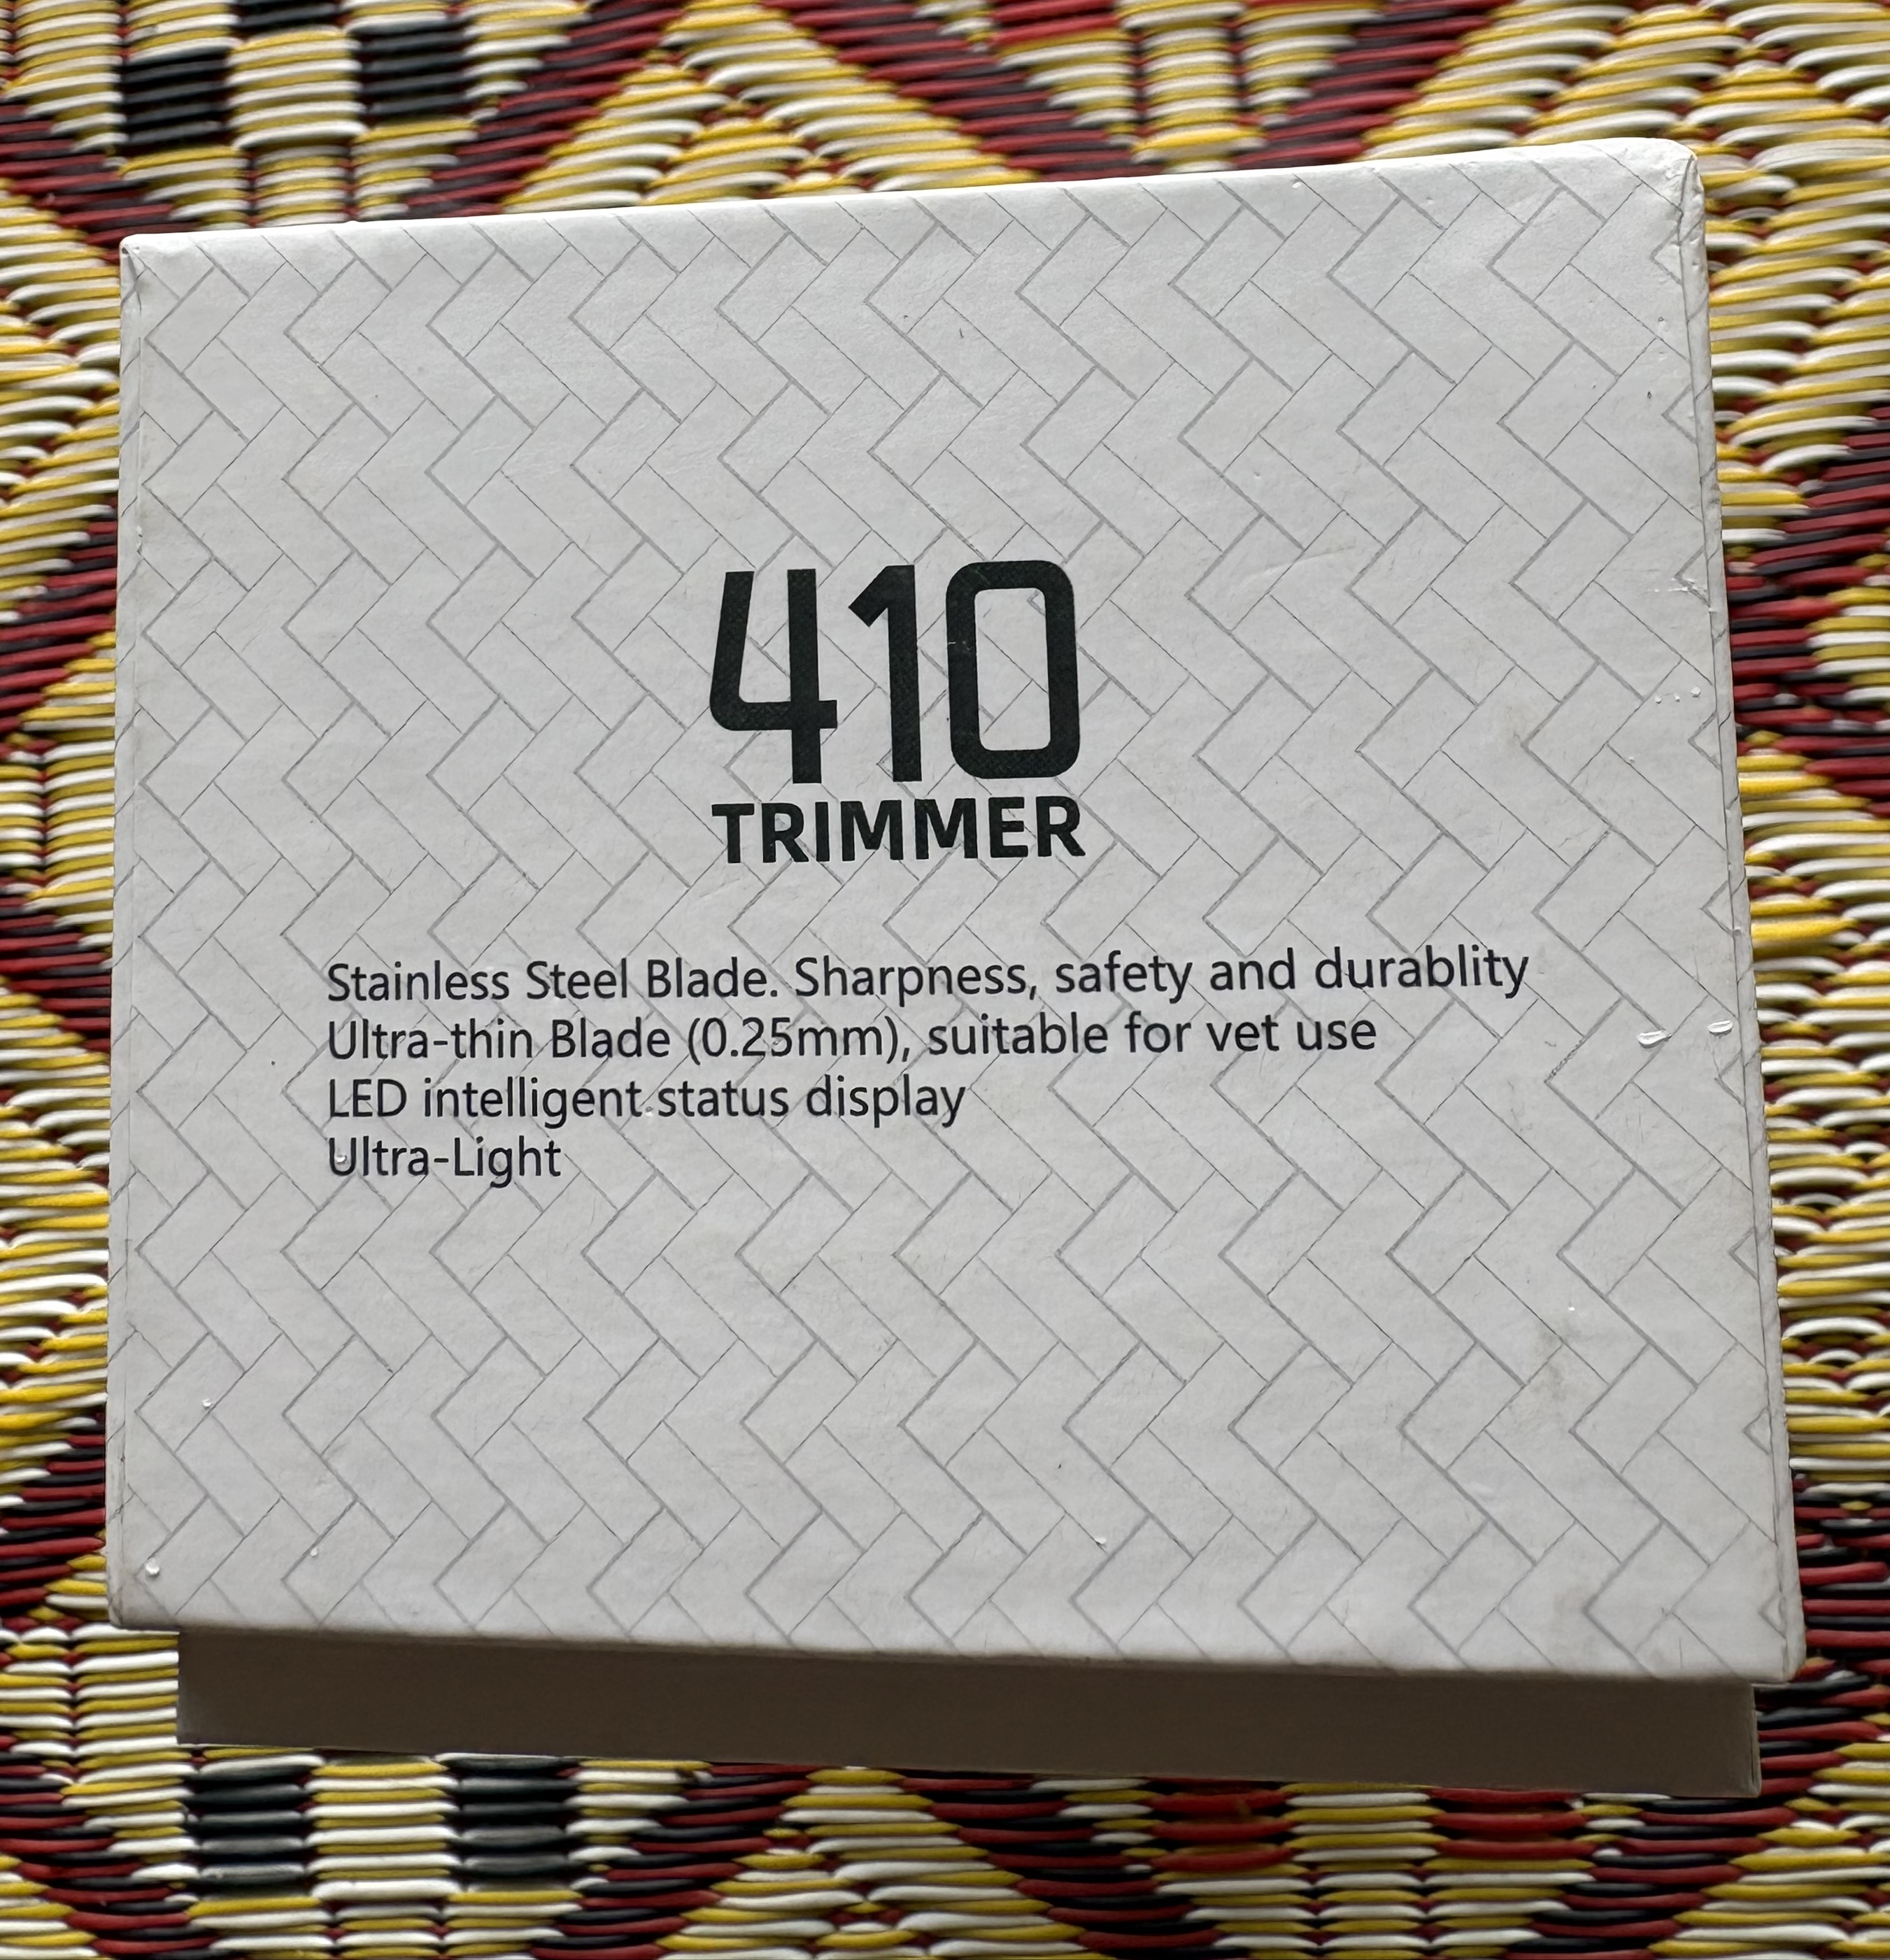 410
TRIMMER
Stainless Steel Blade. Sharpness, safety and durablity
Ultra-thin Blade (0.25mm), suitable for vet use
LED intelligent status display
Ultra-Light